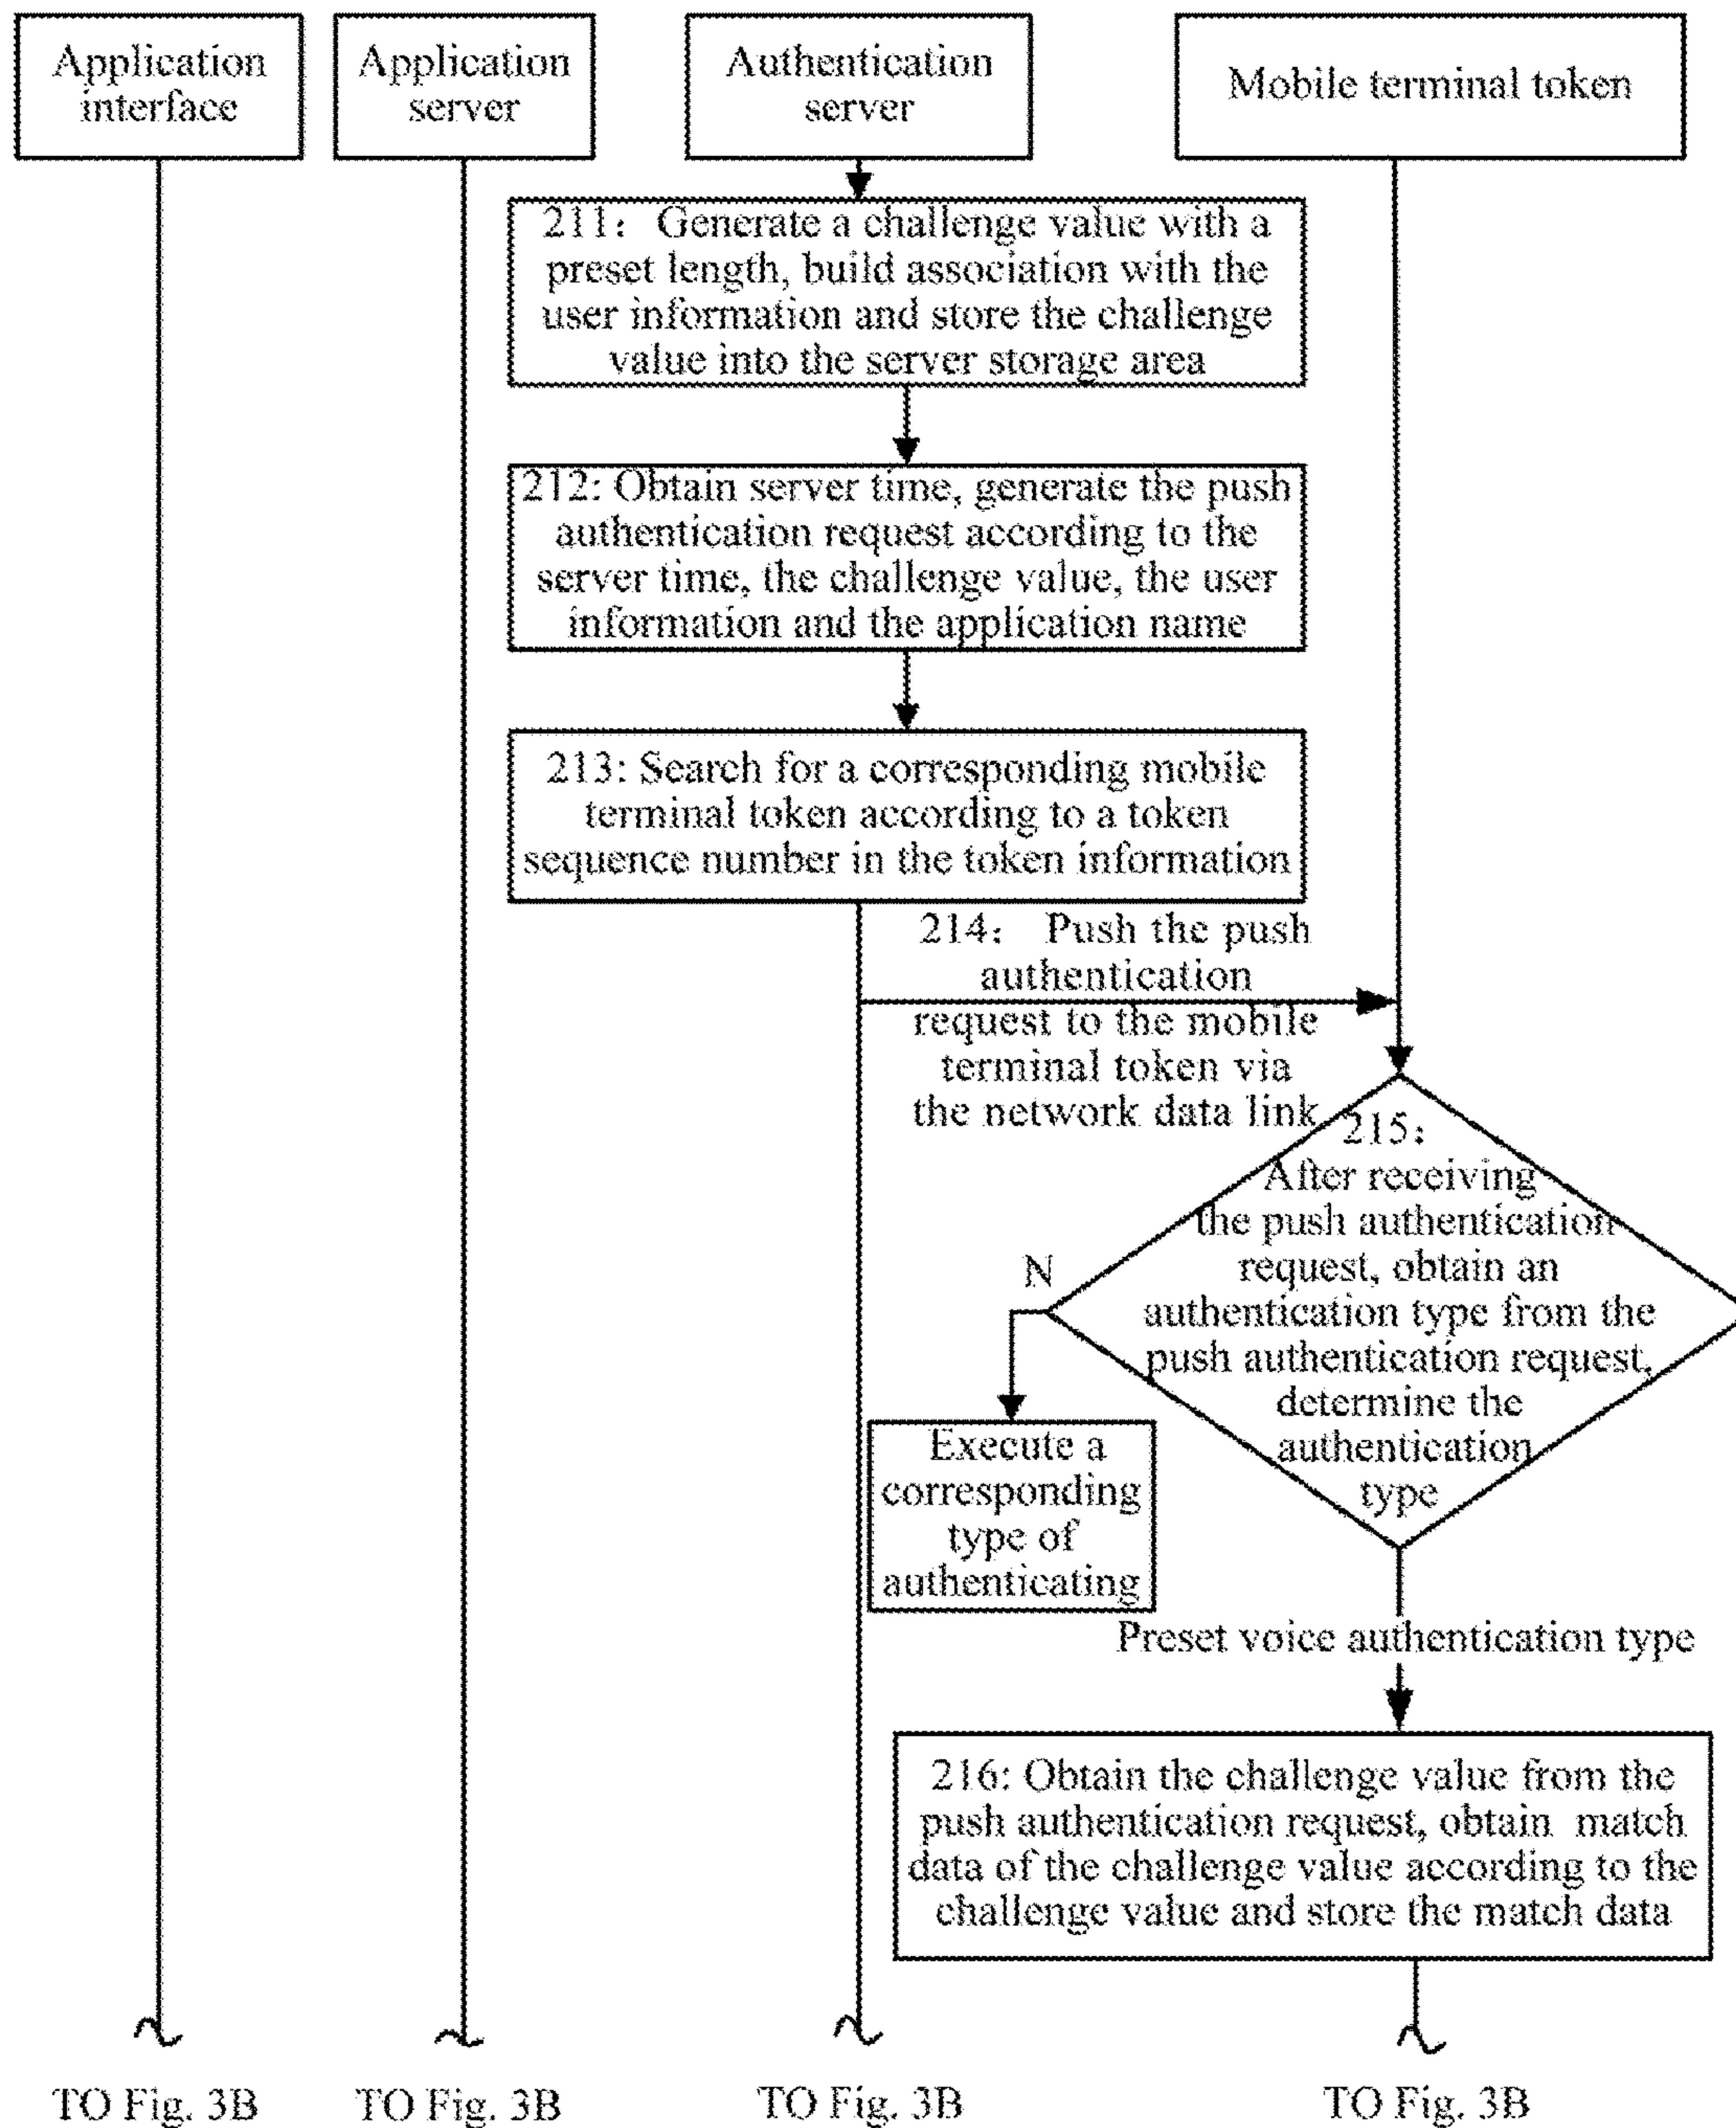 Application
interface
Application
server
Authentication
server
Mobile terminal token
211: Generate a challenge value with a
preset length, build association with the
user information and store the challenge
value into the server storage area
212: Obtain server time, generate the push
authentication request according to the
server time, the challenge value, the user
information and the application name
213: Search for a corresponding mobile
terminal token according to a token
sequence number in the token information
214: Push the push
authentication
request to the mobile
terminal token via
the network data link
215:
After receiving
the push authentication
request, obtain an
authentication type from the
push authentication request,
determine the
authentication
type
N
Execute a
corresponding
type of
authenticating
Preset voice authentication type
216: Obtain the challenge value from the
push authentication request, obtain match
data of the challenge value according to the
challenge value and store the match data
TO Fig. 3B
TO Fig. 3B
TO Fig. 3B
TO Fig. 3B